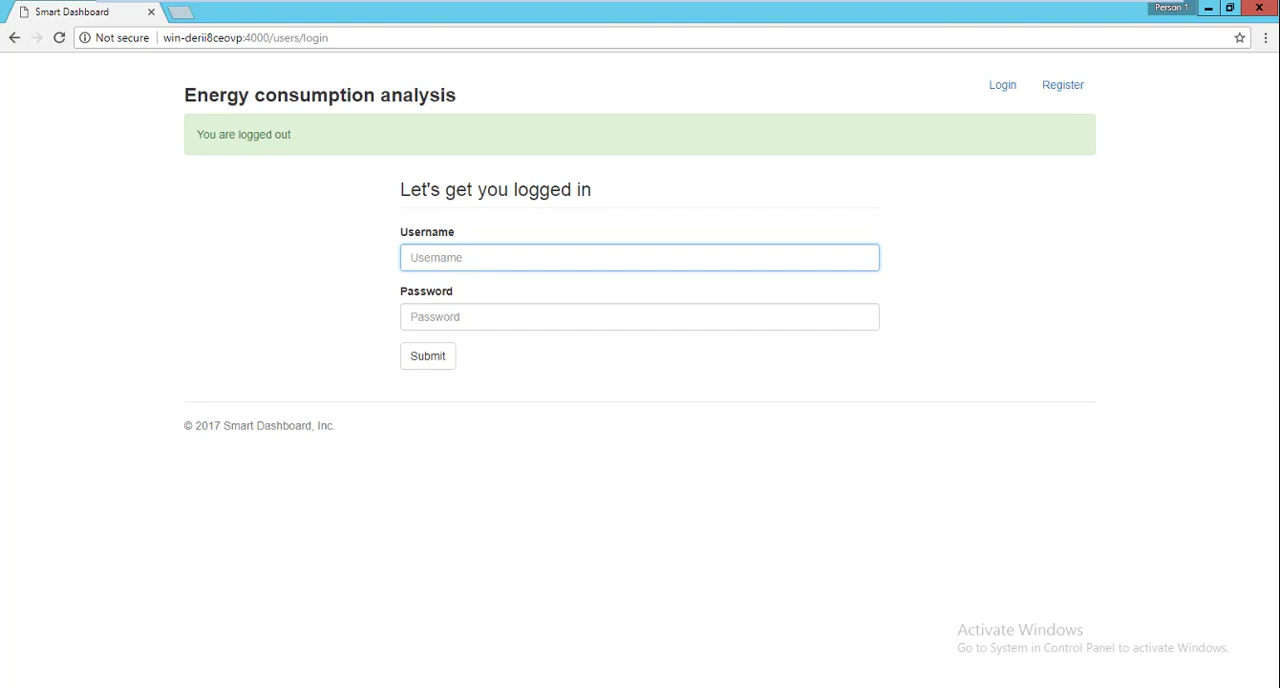 Smart Dashboard
Person 1
Not secure | win-derii8ceovp:4000/users/login
Login
Register
Energy consumption analysis
You are logged out
Let's get you logged in
Username
Username
Password
Password
Submit
© 2017 Smart Dashboard, Inc.
Activate Windows
Go to System in Control Panel to activate Windows.